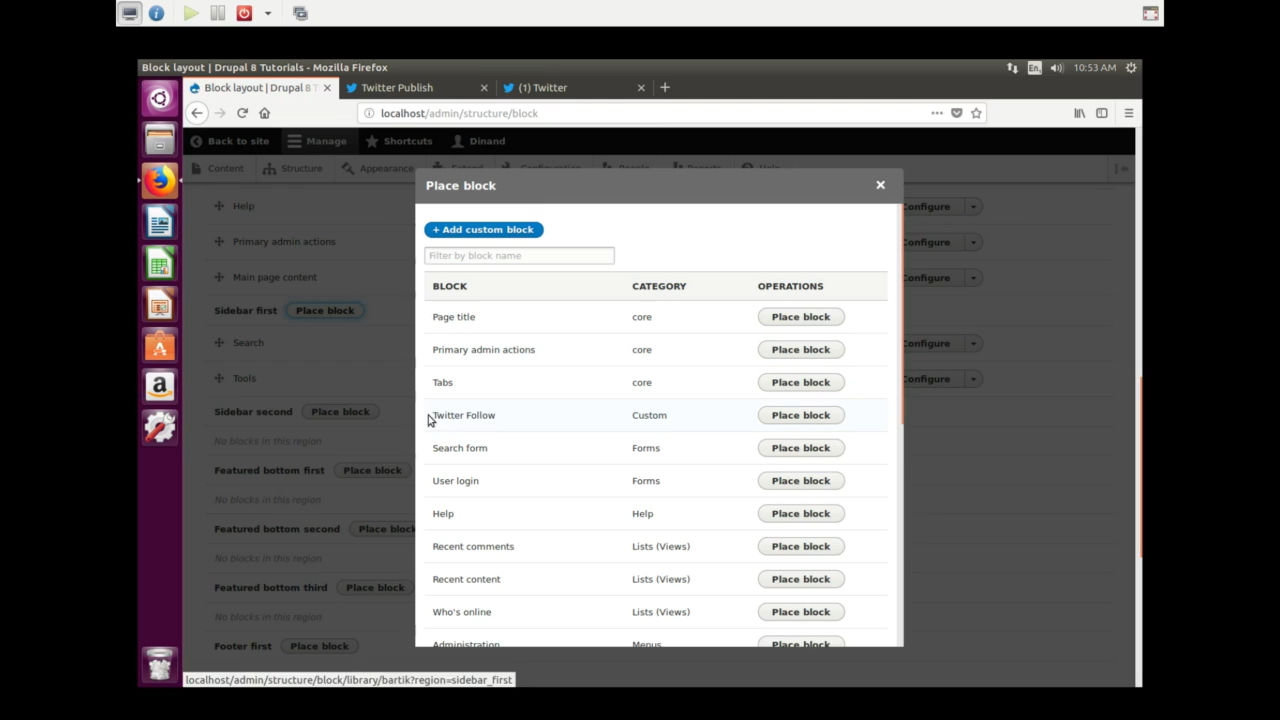 Block layout | Drupal 8 Tutorials - Mozilla Firefox
En
10:53 AM
Block layout | Drupal 8 T
Twitter Publish
(1) Twitter
localhost/admin/structure/block
Back to site
Manage
Shortcuts
Dinand
Content
Structure
Appearance
Extend
Configuration
People
Reports
Help
Place block
+ Add custom block
Filter by block name
BLOCK CATEGORY OPERATIONS
Page title core Place block
Primary admin actions core Place block
Tabs core Place block
Twitter Follow Custom Place block
Search form Forms Place block
User login Forms Place block
Help Help Place block
Recent comments Lists (Views) Place block
Recent content Lists (Views) Place block
Who's online Lists (Views) Place block
Administration Menus Place block
Help Configure
Primary admin actions Configure
Main page content Configure
Sidebar first Place block
Search Configure
Tools Configure
Sidebar second Place block
No blocks in this region
Featured bottom first Place block
No blocks in this region
Featured bottom second Place block
No blocks in this region
Featured bottom third Place block
No blocks in this region
Footer first Place block
localhost/admin/structure/block/library/bartik?region=sidebar_first